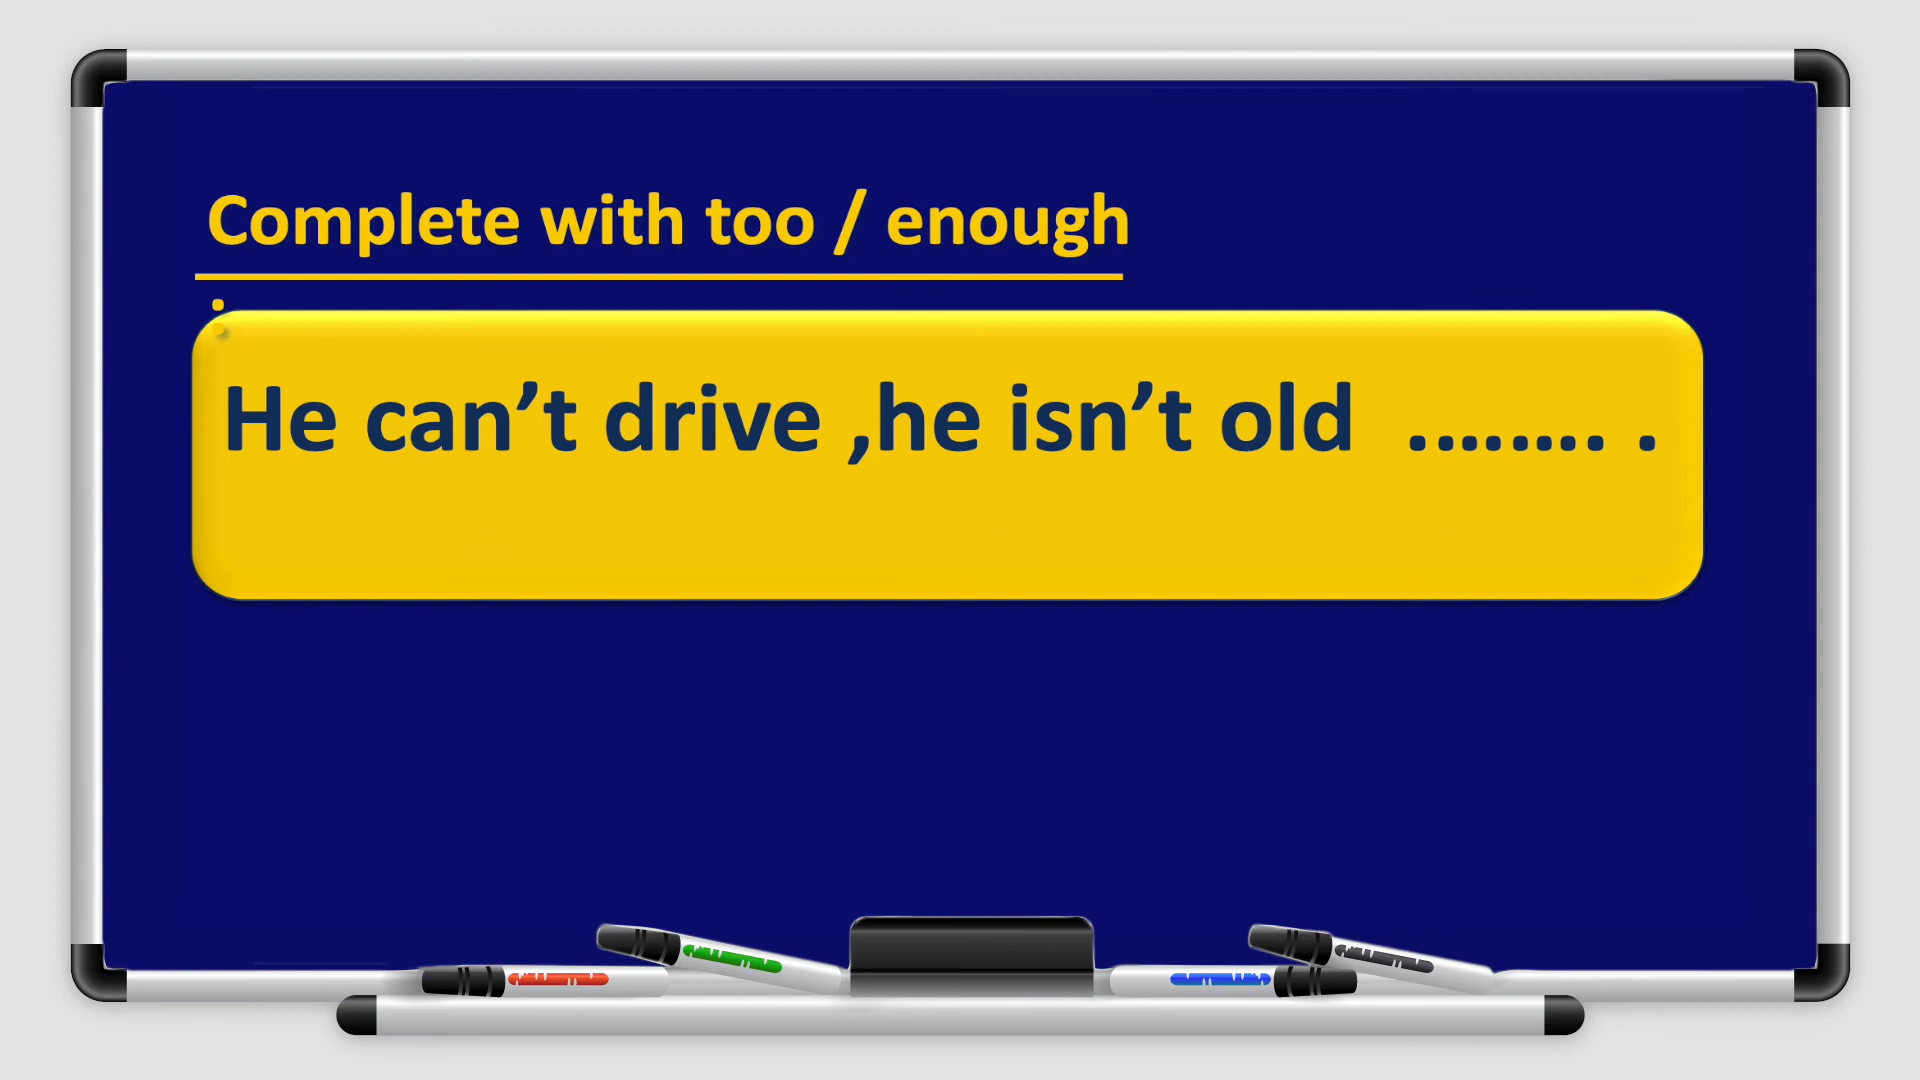 Complete with too / enough
:
He can’t drive ,he isn’t old  ........ .